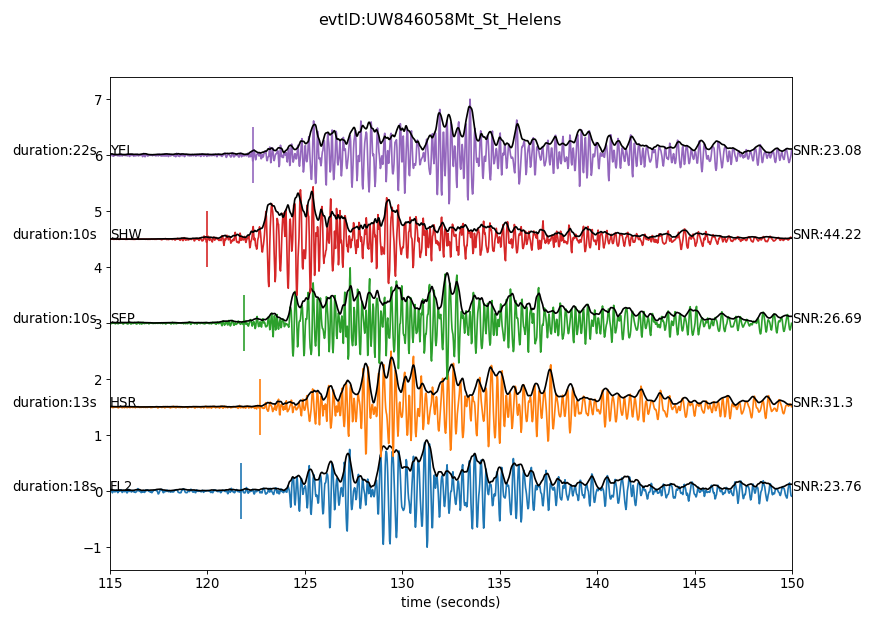 evtID:UW846058Mt_St_Helens
7
duration:22s YEL SNR:23.08
6
5
duration:10s SHW SNR:44.22
4
duration:10s SEP SNR:26.69
3
2
duration:13s HSR SNR:31.3
1
duration:18s EL2 SNR:23.76
0
−1
115 120 125 130 135 140 145 150
time (seconds)